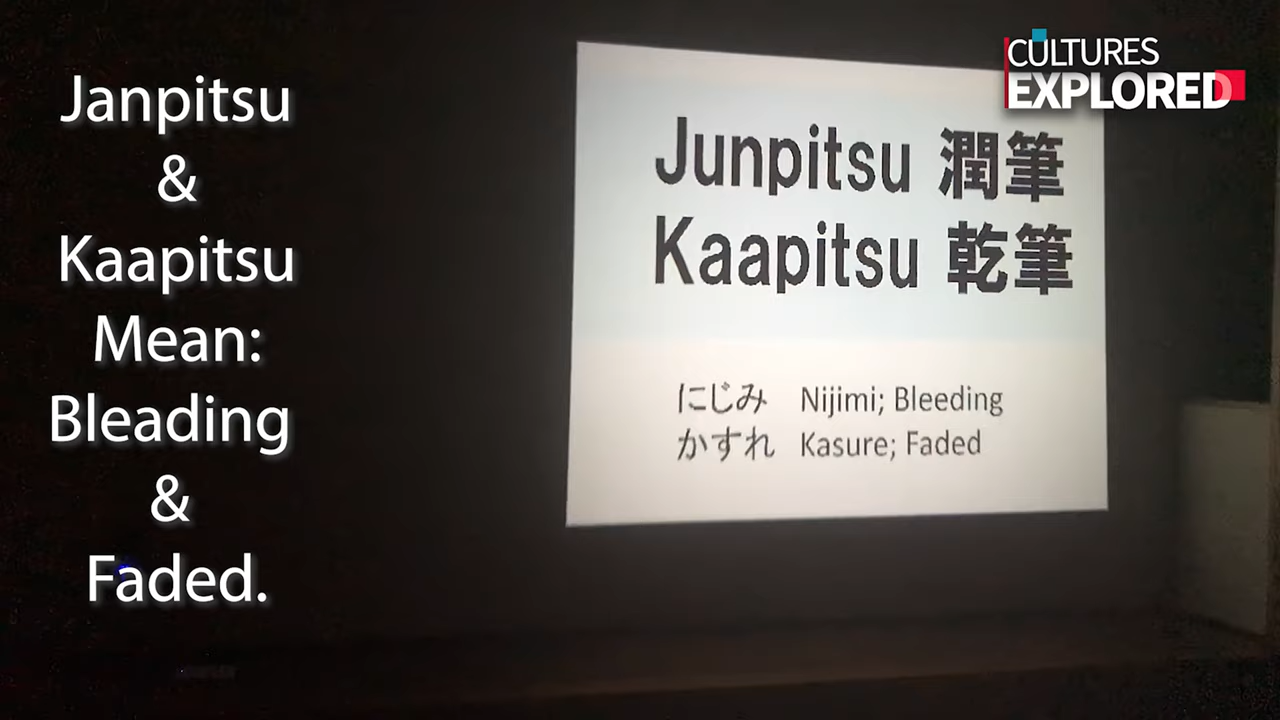 Janpitsu
&
Kaapitsu
Mean:
Bleading
&
Faded.
CULTURES
EXPLORED
Junpitsu 潤筆
Kaapitsu 乾筆
にじみ Nijimi; Bleeding
かすれ Kasure; Faded